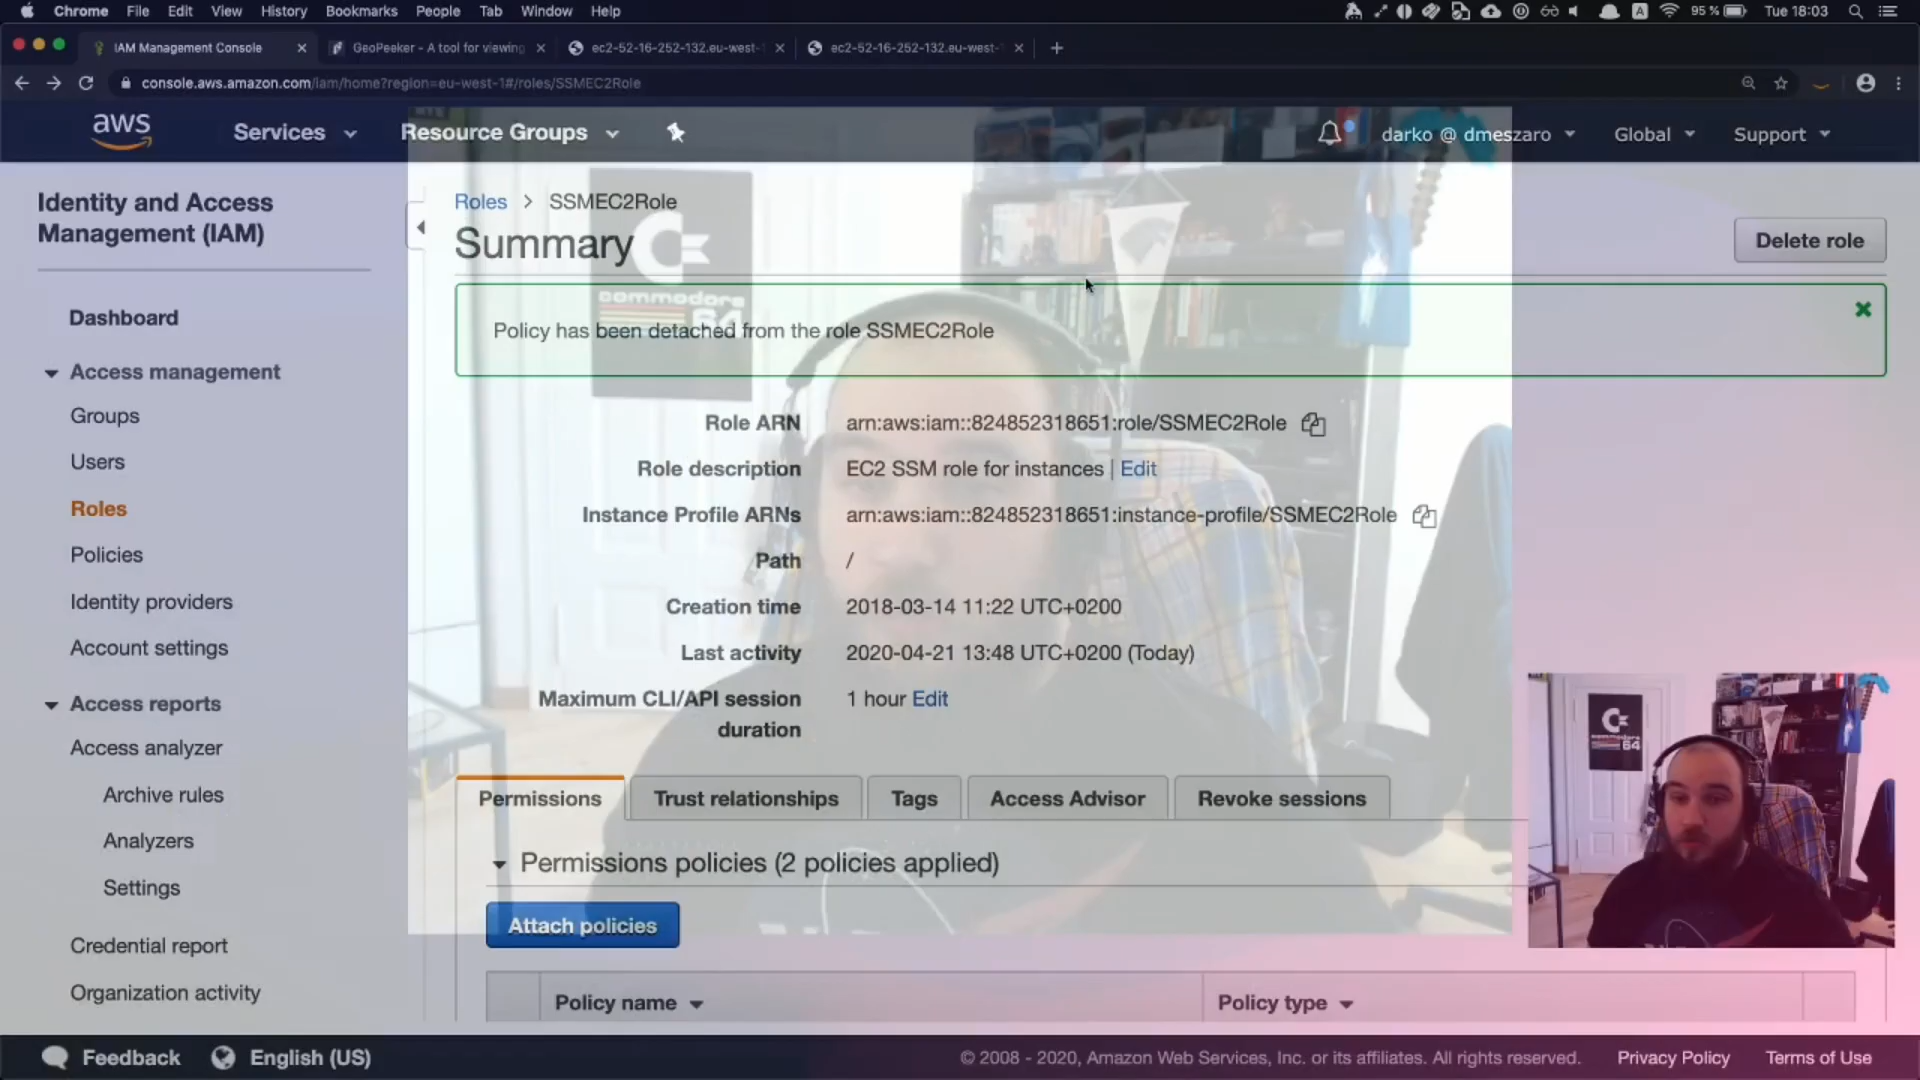 Chrome File Edit View History Bookmarks People Tab Window Help
95 % Tue 18:03
IAM Management Console
GeoPeeker - A tool for viewing
ec2-52-16-252-132.eu-west-
ec2-52-16-252-132.eu-west-
console.aws.amazon.com/iam/home?region=eu-west-1#/roles/SSMEC2Role
aws Services Resource Groups darko @ dmeszaro Global Support
Identity and Access
Management (IAM)
Dashboard
Access management
Groups
Users
Roles
Policies
Identity providers
Account settings
Access reports
Access analyzer
Archive rules
Analyzers
Settings
Credential report
Organization activity
Roles > SSMEC2Role
Summary
Delete role
Policy has been detached from the role SSMEC2Role
Role ARN arn:aws:iam::824852318651:role/SSMEC2Role
Role description EC2 SSM role for instances | Edit
Instance Profile ARNs arn:aws:iam::824852318651:instance-profile/SSMEC2Role
Path /
Creation time 2018-03-14 11:22 UTC+0200
Last activity 2020-04-21 13:48 UTC+0200 (Today)
Maximum CLI/API session 1 hour Edit
duration
Permissions Trust relationships Tags Access Advisor Revoke sessions
Permissions policies (2 policies applied)
Attach policies
Policy name Policy type
commodore
64
commodore
64
Feedback English (US)
© 2008 - 2020, Amazon Web Services, Inc. or its affiliates. All rights reserved. Privacy Policy Terms of Use